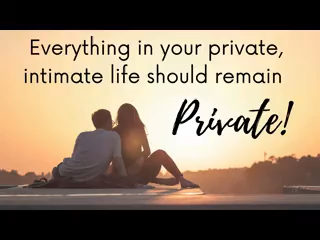 Everything in your private,
intimate life should remain
Private!